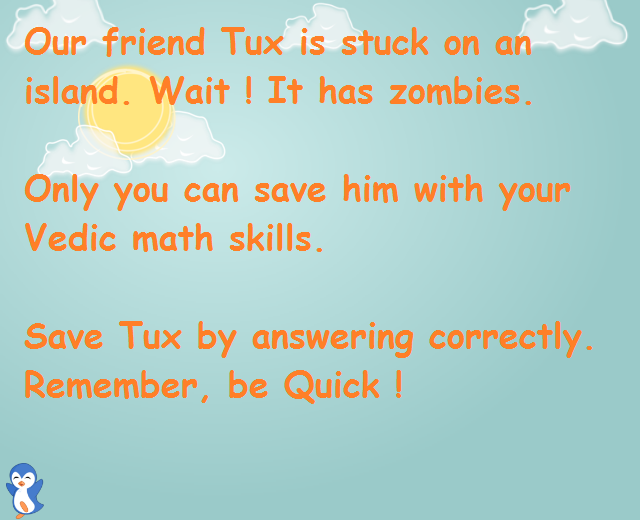 Our friend Tux is stuck on an
island. Wait ! It has zombies.
Only you can save him with your
Vedic math skills.
Save Tux by answering correctly.
Remember, be Quick !